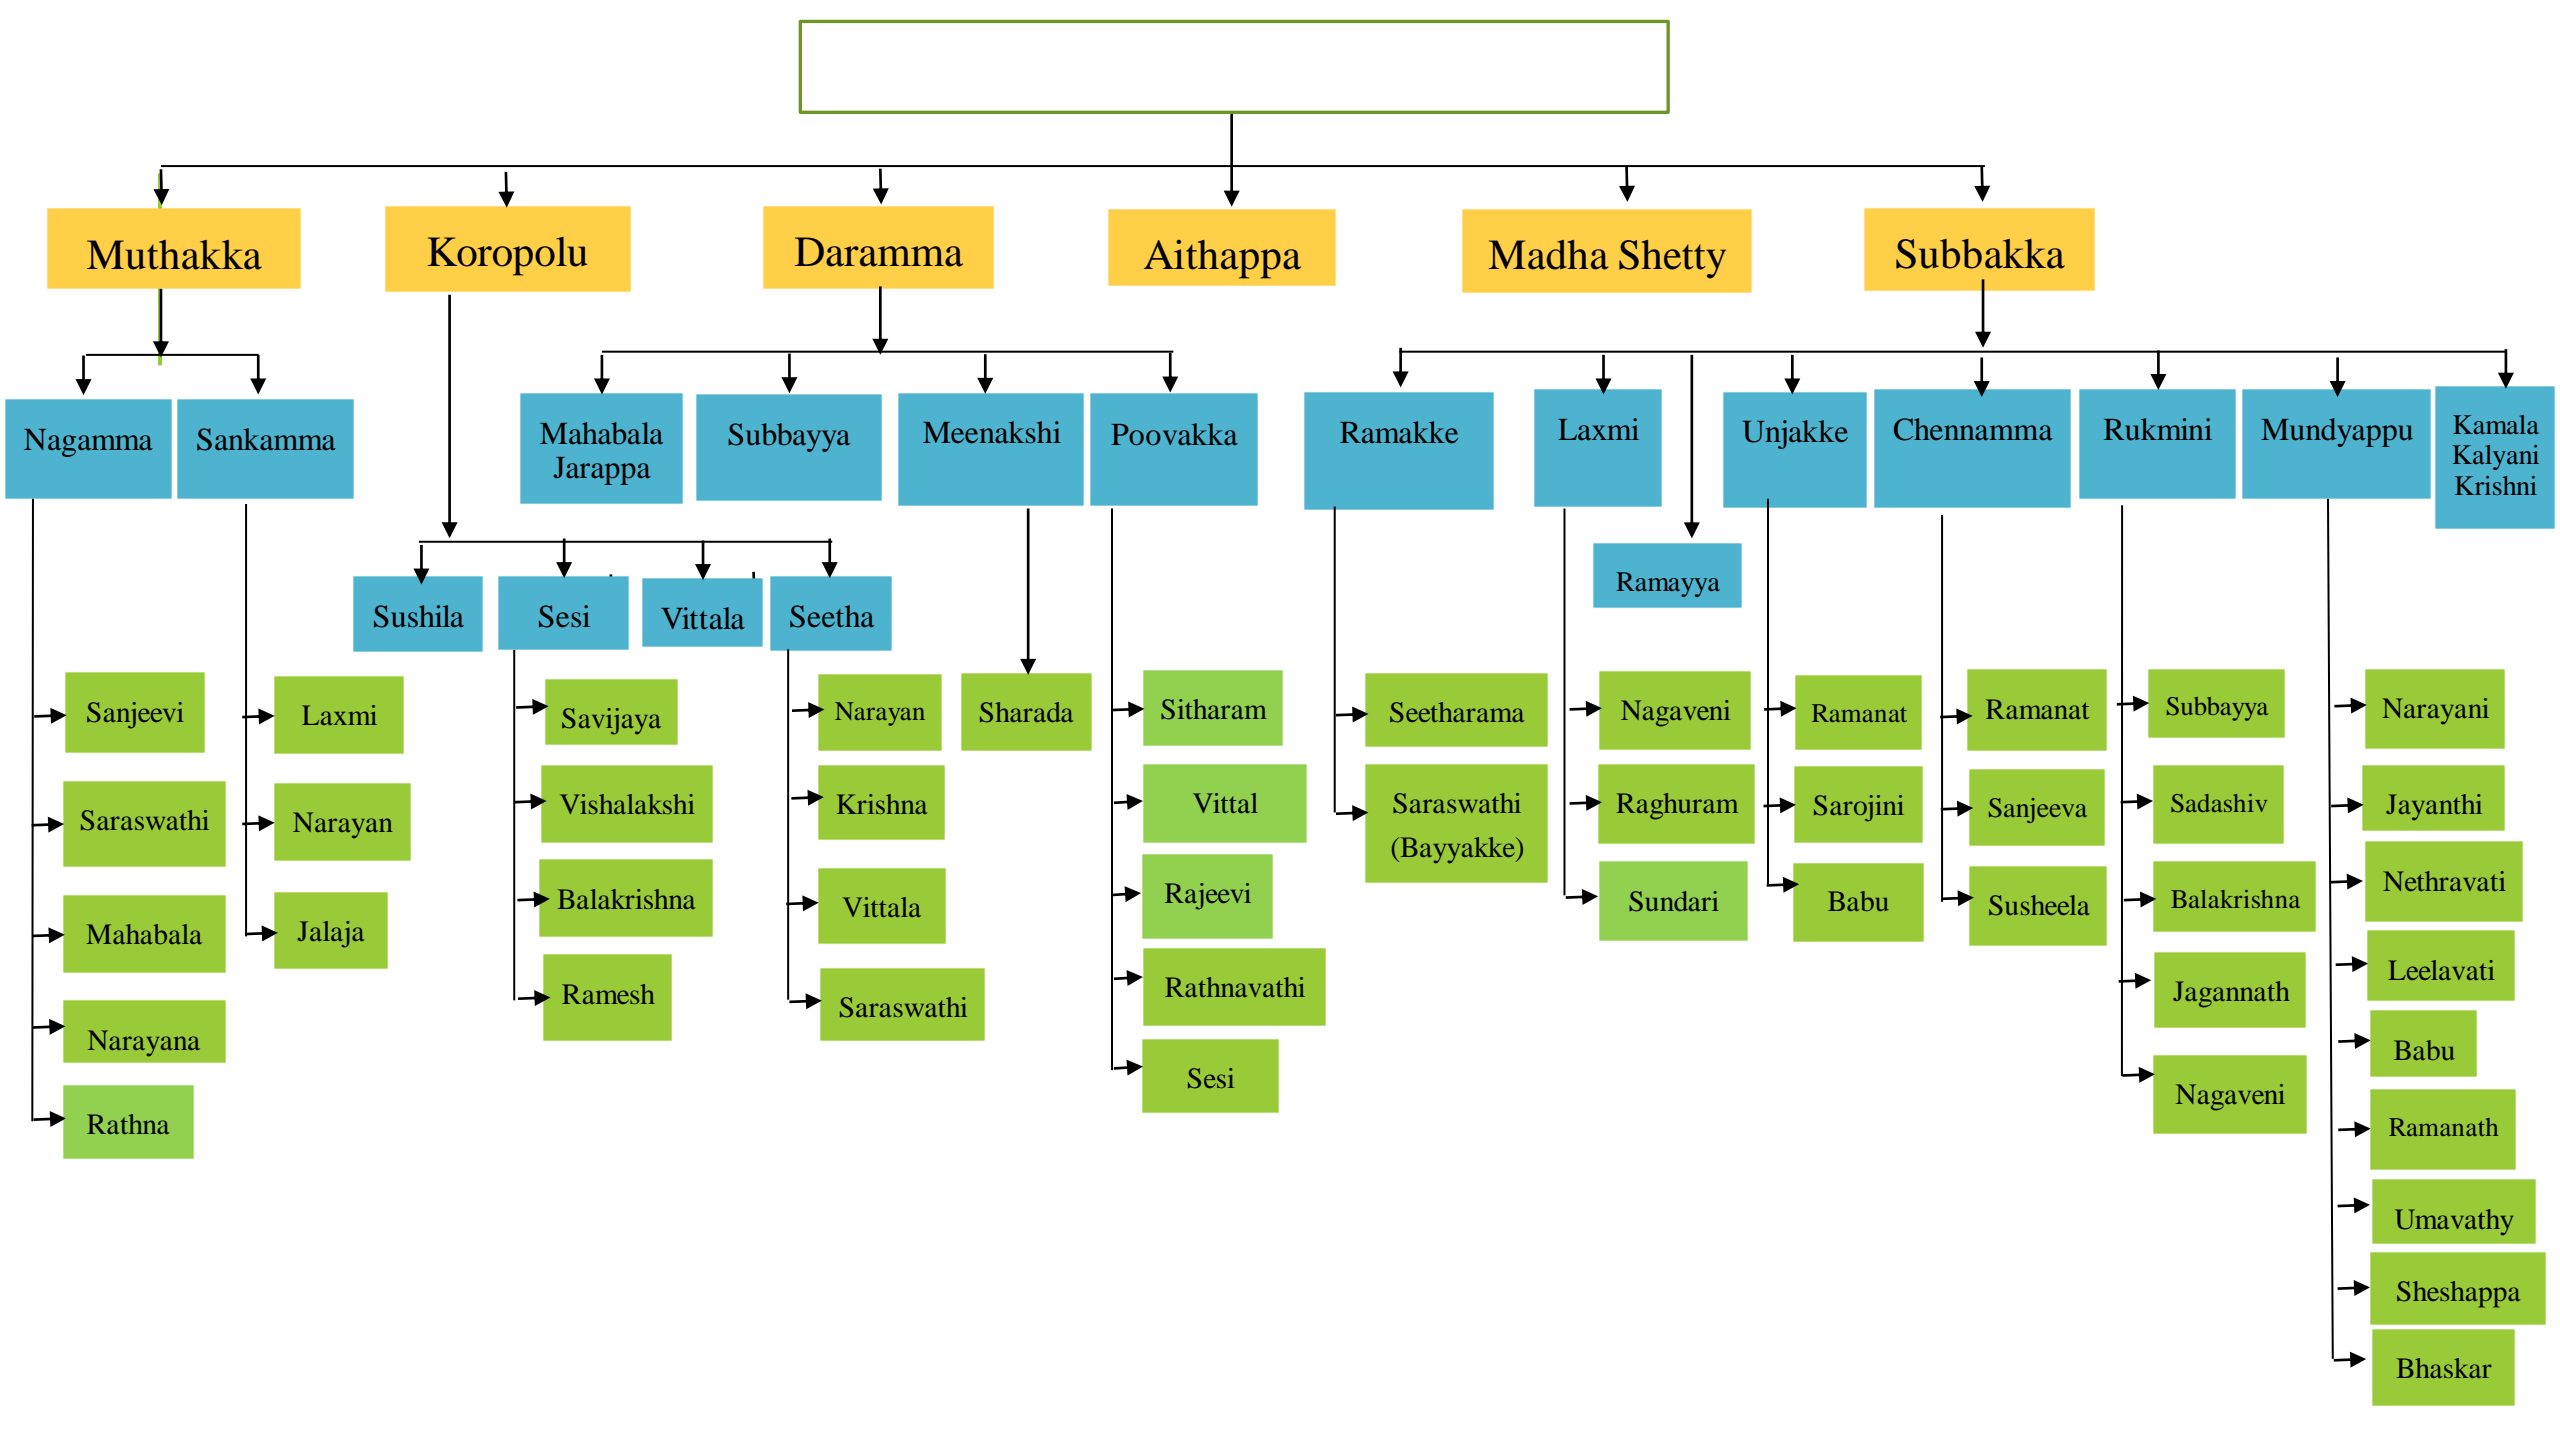 Muthakka
Koropolu
Daramma
Aithappa
Madha Shetty
Subbakka
Nagamma
Sankamma
Mahabala
Jarappa
Subbayya
Meenakshi
Poovakka
Ramakke
Laxmi
Unjakke
Chennamma
Rukmini
Mundyappu
Kamala
Kalyani
Krishni
Ramayya
Sushila
Sesi
Vittala
Seetha
Sanjeevi
Saraswathi
Mahabala
Narayana
Rathna
Laxmi
Narayan
Jalaja
Savijaya
Vishalakshi
Balakrishna
Ramesh
Narayan
Krishna
Vittala
Saraswathi
Sharada
Sitharam
Vittal
Rajeevi
Rathnavathi
Sesi
Seetharama
Saraswathi
(Bayyakke)
Nagaveni
Raghuram
Sundari
Ramanat
Sarojini
Babu
Ramanat
Sanjeeva
Susheela
Subbayya
Sadashiv
Balakrishna
Jagannath
Nagaveni
Narayani
Jayanthi
Nethravati
Leelavati
Babu
Ramanath
Umavathy
Sheshappa
Bhaskar